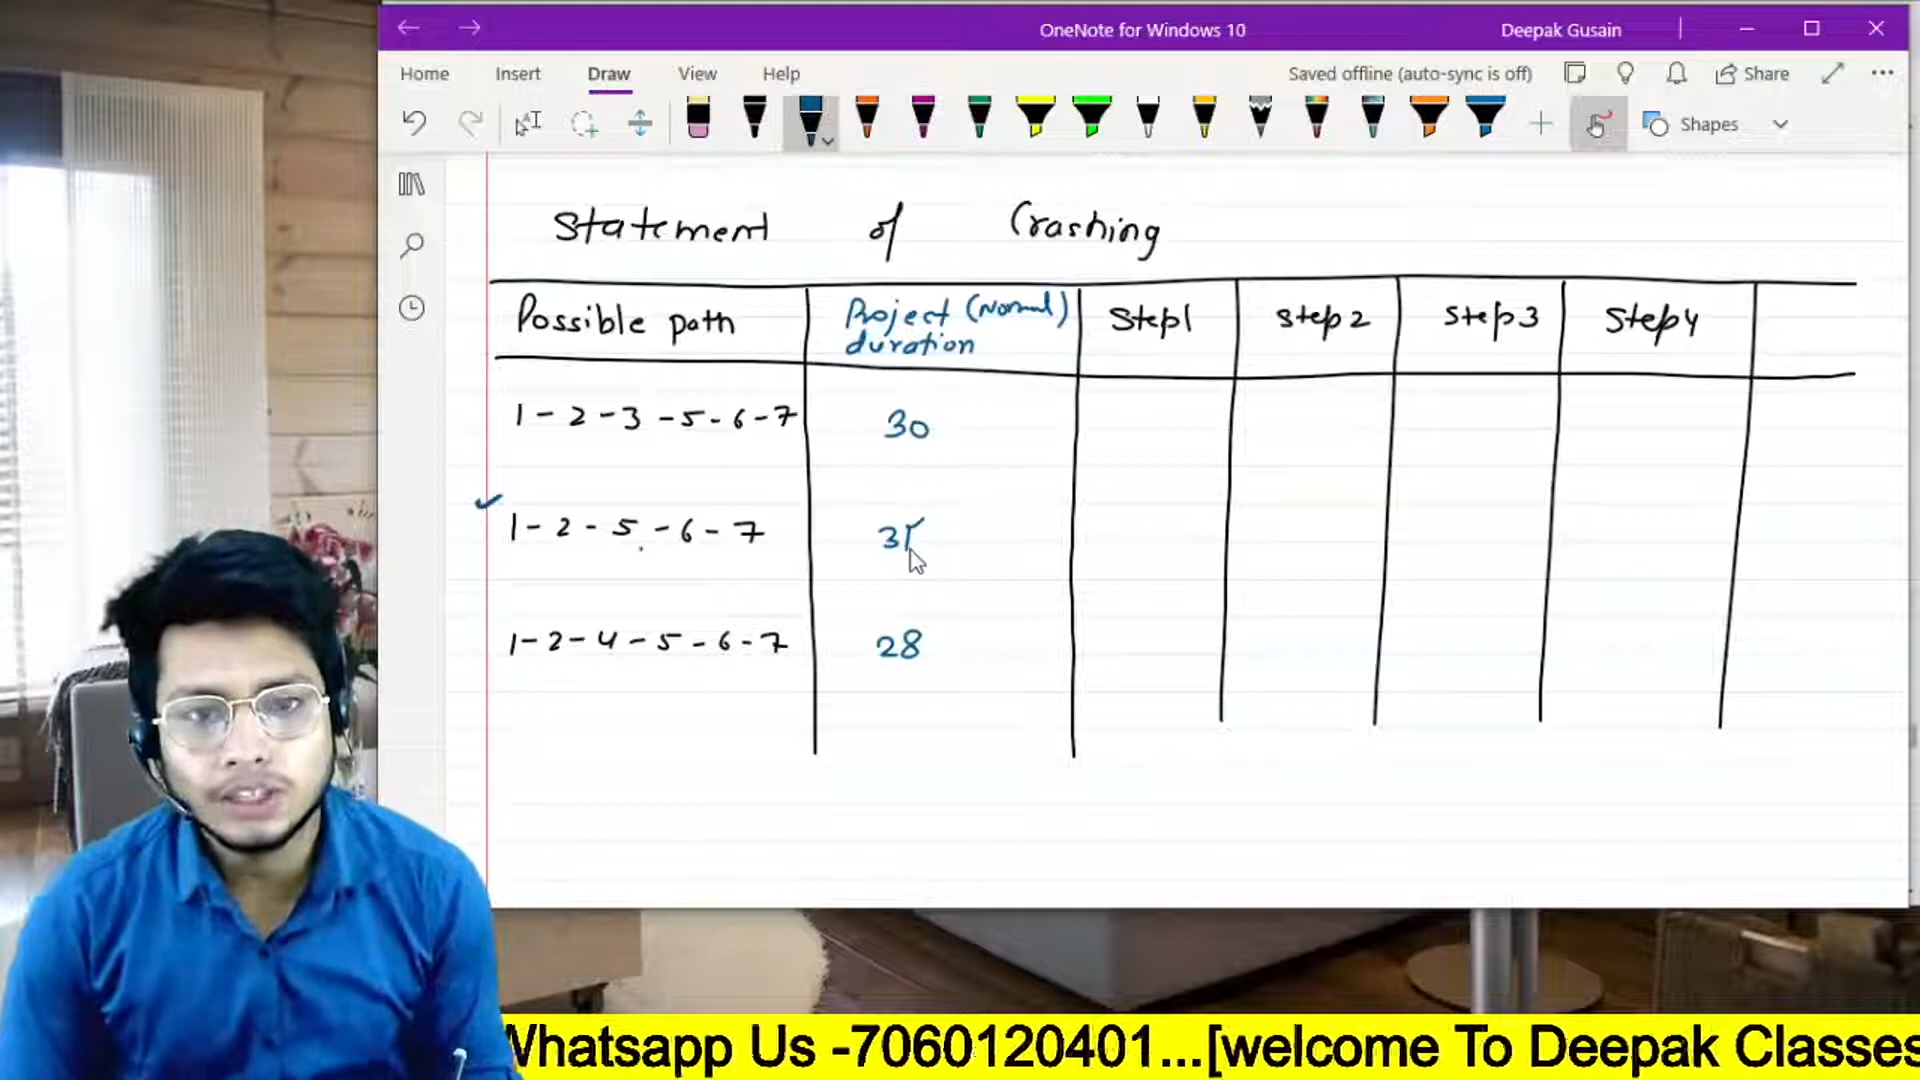 OneNote for Windows 10 Deepak Gusain
Home Insert Draw View Help Saved offline (auto-sync is off) Share
Shapes
Statement of Crashing
Possible path Project (Normal) duration Step1 Step2 Step3 Step4
1-2-3-5-6-7 30
1-2-5-6-7
1-2-4-5-6-7 28
Whatsapp Us -7060120401...[welcome To Deepak Classes